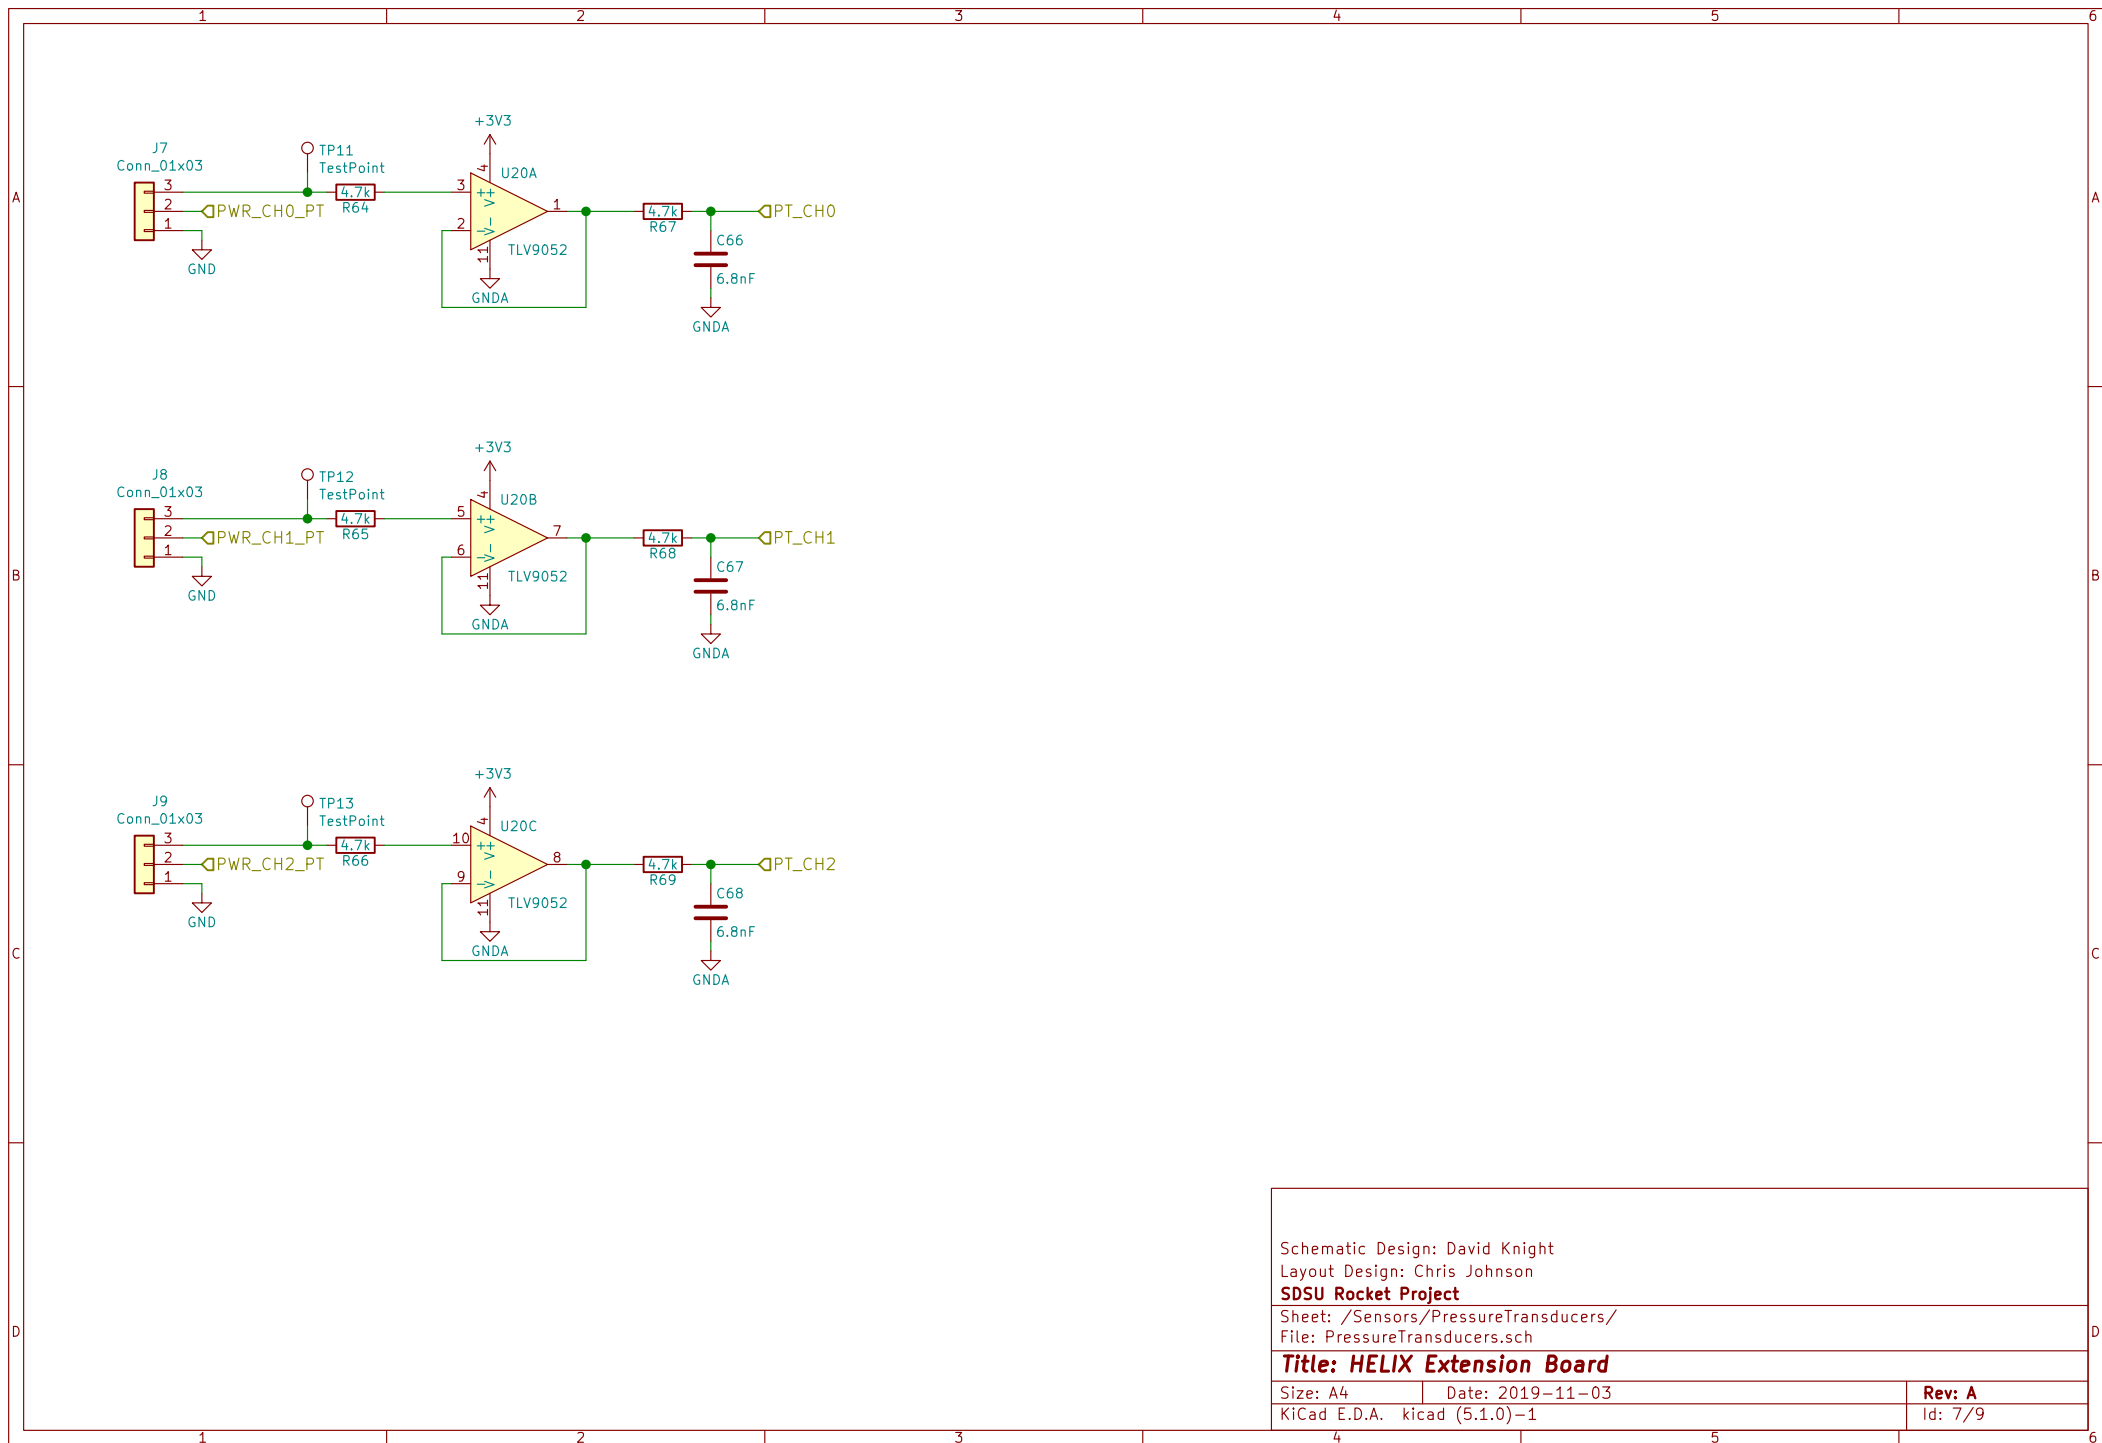 1 2 3 4 5 6
A A
+3V3
J7
Conn_01x03
TP11
TestPoint
3
2
1
PWR_CH0_PT
GND
4.7k
R64
U20A
4
3
2
1
11
+
-
V+
V-
TLV9052
GNDA
4.7k
R67
PT_CH0
C66
6.8nF
GNDA
B B
+3V3
J8
Conn_01x03
TP12
TestPoint
3
2
1
PWR_CH1_PT
GND
4.7k
R65
U20B
4
5
6
7
11
+
-
V+
V-
TLV9052
GNDA
4.7k
R68
PT_CH1
C67
6.8nF
GNDA
C C
+3V3
J9
Conn_01x03
TP13
TestPoint
3
2
1
PWR_CH2_PT
GND
4.7k
R66
U20C
4
10
9
8
11
+
-
V+
V-
TLV9052
GNDA
4.7k
R69
PT_CH2
C68
6.8nF
GNDA
D D
Schematic Design: David Knight
Layout Design: Chris Johnson
SDSU Rocket Project
Sheet: /Sensors/PressureTransducers/
File: PressureTransducers.sch
Title: HELIX Extension Board
Size: A4 Date: 2019-11-03 Rev: A
KiCad E.D.A. kicad (5.1.0)-1 Id: 7/9
1 2 3 4 5 6